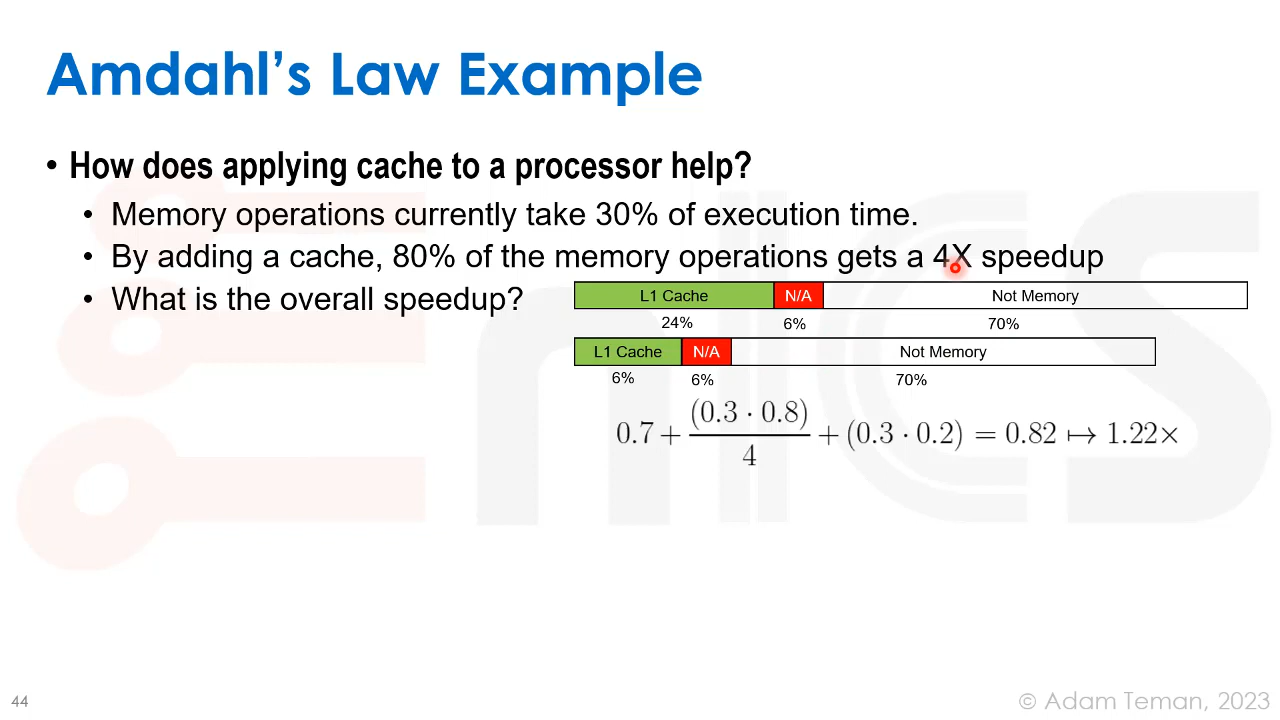 Amdahl's Law Example
• How does applying cache to a processor help?
• Memory operations currently take 30% of execution time.
• By adding a cache, 80% of the memory operations gets a 4X speedup
• What is the overall speedup?
L1 Cache N/A Not Memory
24% 6% 70%
L1 Cache N/A Not Memory
6% 6% 70%
0.7 + (0.3 · 0.8) / 4 + (0.3 · 0.2) = 0.82 ↦ 1.22×
44
© Adam Teman, 2023